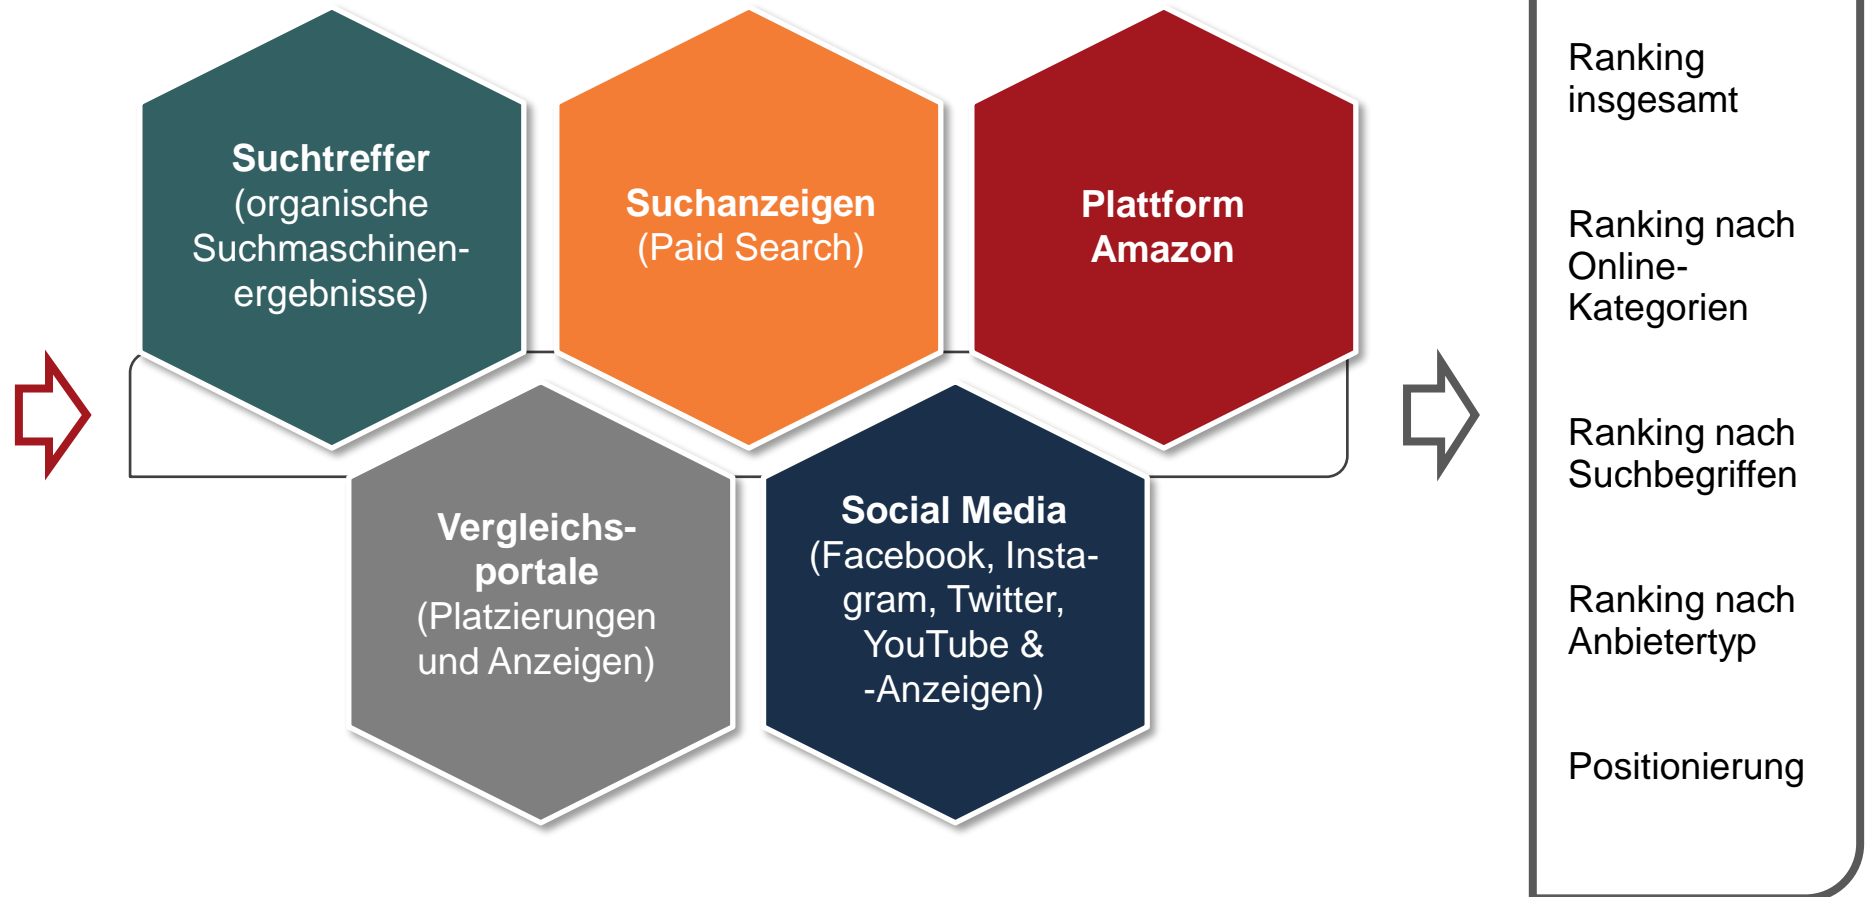 Suchtreffer
(organische
Suchmaschinen-
ergebnisse)
Suchanzeigen
(Paid Search)
Plattform
Amazon
Vergleichs-
portale
(Platzierungen
und Anzeigen)
Social Media
(Facebook, Insta-
gram, Twitter,
YouTube &
-Anzeigen)
Ranking
insgesamt
Ranking nach
Online-
Kategorien
Ranking nach
Suchbegriffen
Ranking nach
Anbietertyp
Positionierung